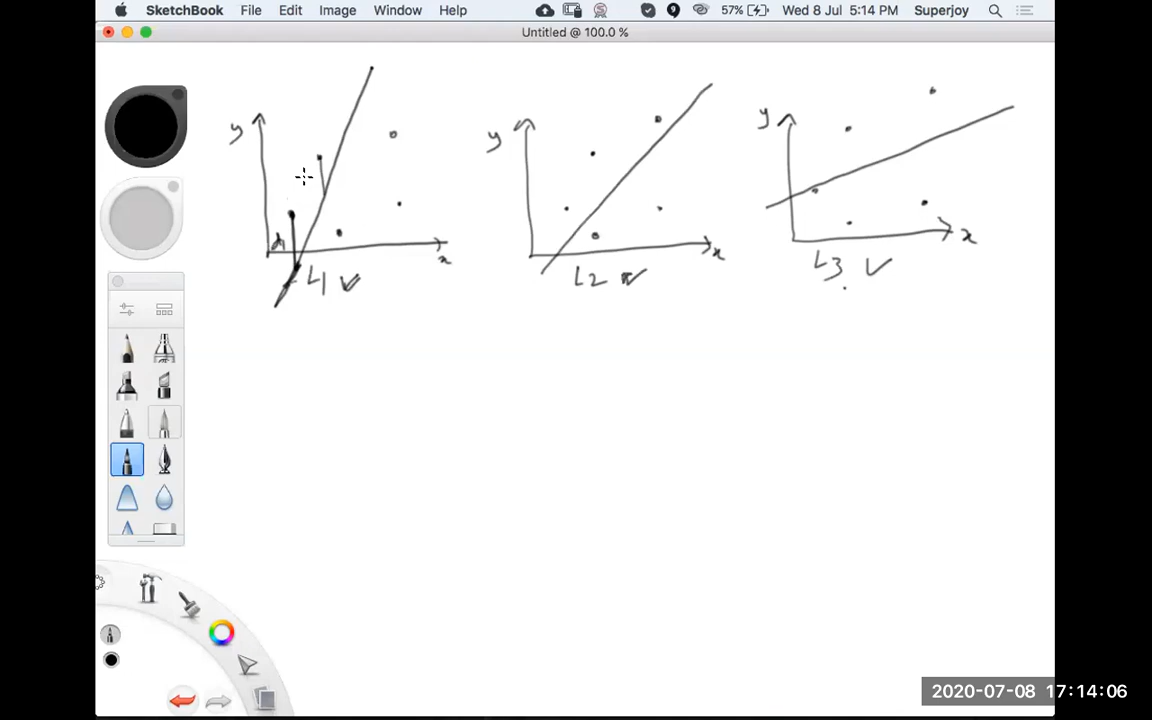 SketchBook File Edit Image Window Help 57% Wed 8 Jul 5:14 PM Superjoy
Untitled @ 100.0 %
y y y
d1
x x x
L1 L2 L3
2020-07-08 17:14:06